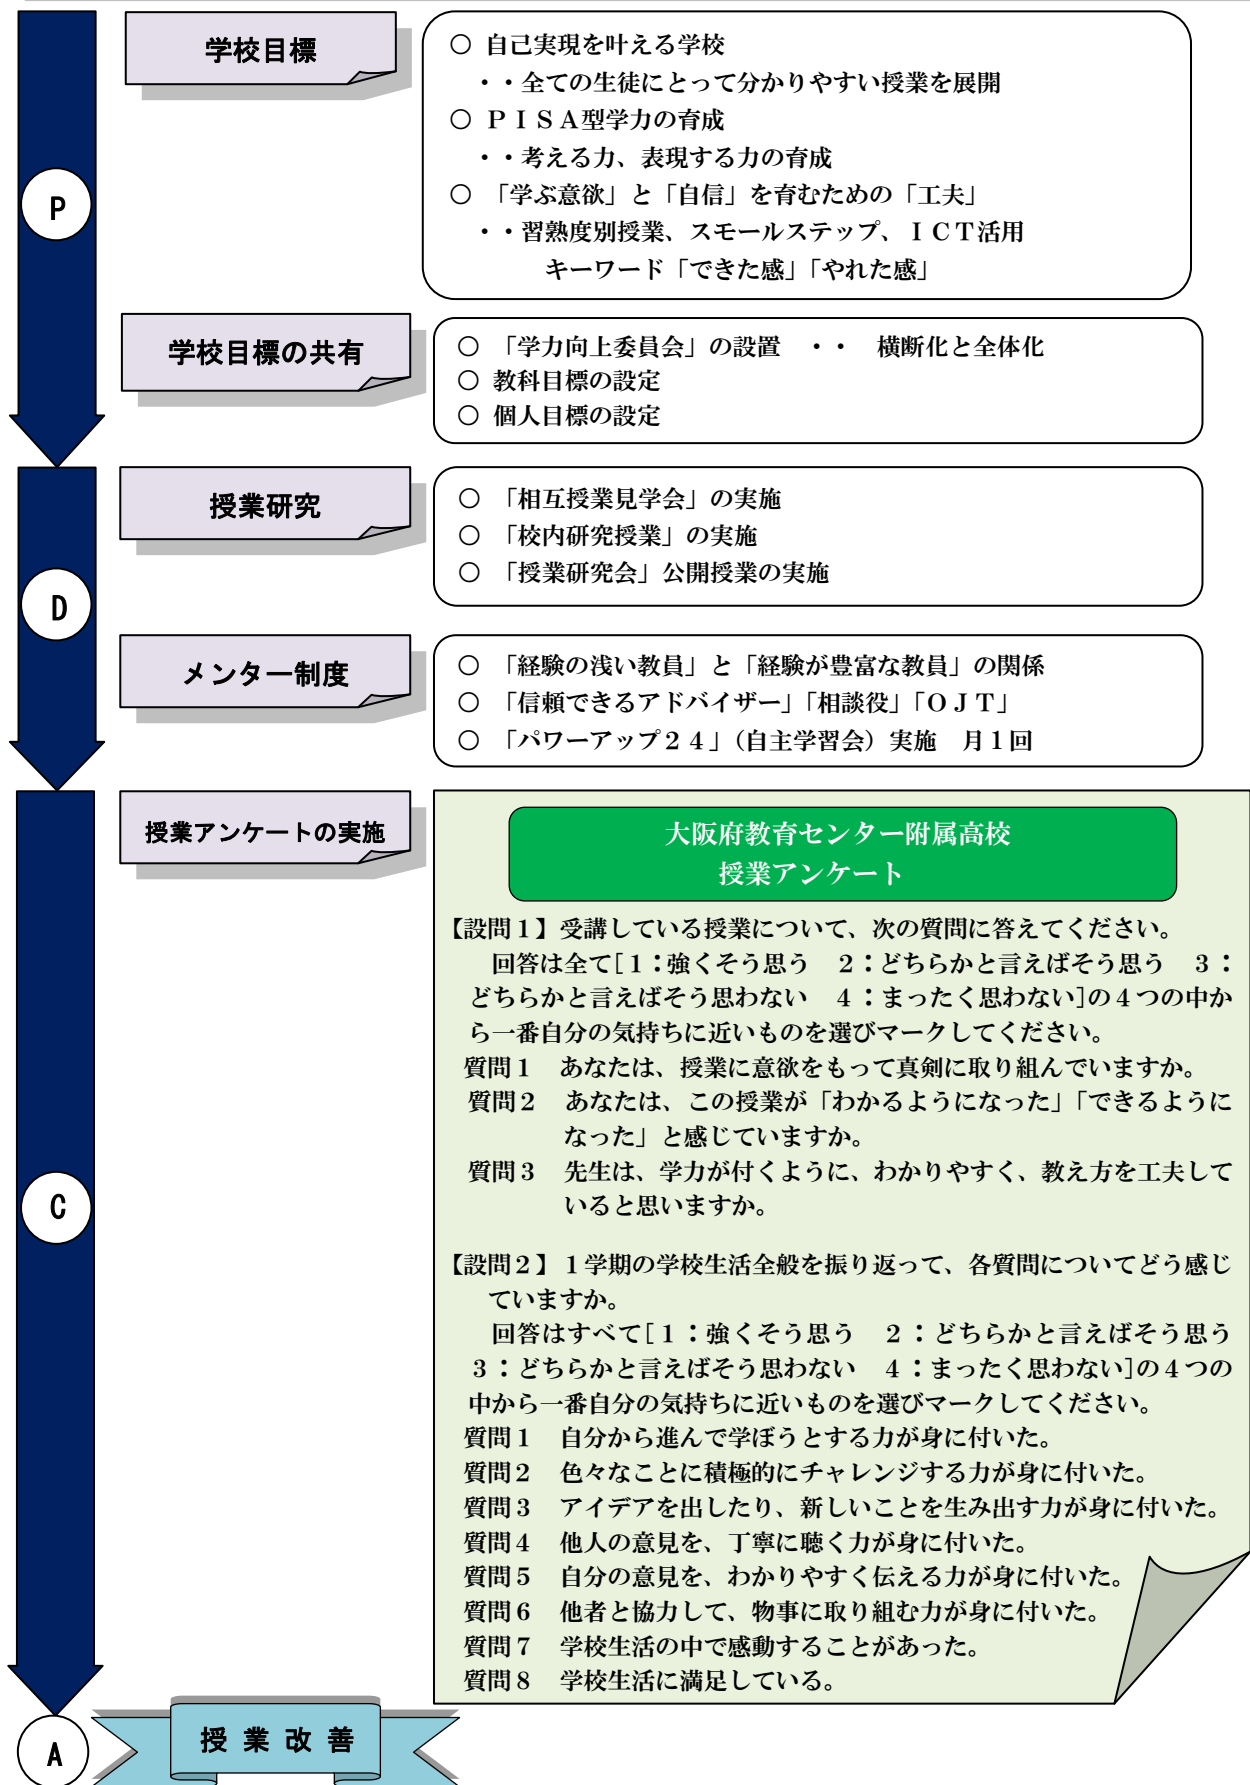 学校目標
○ 自己実現を叶える学校
・・全ての生徒にとって分かりやすい授業を展開
○ ＰＩＳＡ型学力の育成
・・考える力、表現する力の育成
○ 「学ぶ意欲」と「自信」を育むための「工夫」
・・習熟度別授業、スモールステップ、ＩＣＴ活用
キーワード「できた感」「やれた感」
P
学校目標の共有
○ 「学力向上委員会」の設置　・・　横断化と全体化
○ 教科目標の設定
○ 個人目標の設定
授業研究
○ 「相互授業見学会」の実施
○ 「校内研究授業」の実施
○ 「授業研究会」公開授業の実施
D
メンター制度
○ 「経験の浅い教員」と「経験が豊富な教員」の関係
○ 「信頼できるアドバイザー」「相談役」「ＯＪＴ」
○ 「パワーアップ２４」（自主学習会）実施　月１回
授業アンケートの実施
大阪府教育センター附属高校
授業アンケート
【設問１】受講している授業について、次の質問に答えてください。
回答は全て[１：強くそう思う　２：どちらかと言えばそう思う　３：
どちらかと言えばそう思わない　４：まったく思わない]の４つの中か
ら一番自分の気持ちに近いものを選びマークしてください。
質問１　あなたは、授業に意欲をもって真剣に取り組んでいますか。
質問２　あなたは、この授業が「わかるようになった」「できるように
なった」と感じていますか。
質問３　先生は、学力が付くように、わかりやすく、教え方を工夫して
いると思いますか。
C
【設問２】１学期の学校生活全般を振り返って、各質問についてどう感じ
ていますか。
回答はすべて[１：強くそう思う　２：どちらかと言えばそう思う
３：どちらかと言えばそう思わない　４：まったく思わない]の４つの
中から一番自分の気持ちに近いものを選びマークしてください。
質問１　自分から進んで学ぼうとする力が身に付いた。
質問２　色々なことに積極的にチャレンジする力が身に付いた。
質問３　アイデアを出したり、新しいことを生み出す力が身に付いた。
質問４　他人の意見を、丁寧に聴く力が身に付いた。
質問５　自分の意見を、わかりやすく伝える力が身に付いた。
質問６　他者と協力して、物事に取り組む力が身に付いた。
質問７　学校生活の中で感動することがあった。
質問８　学校生活に満足している。
A
授業改善